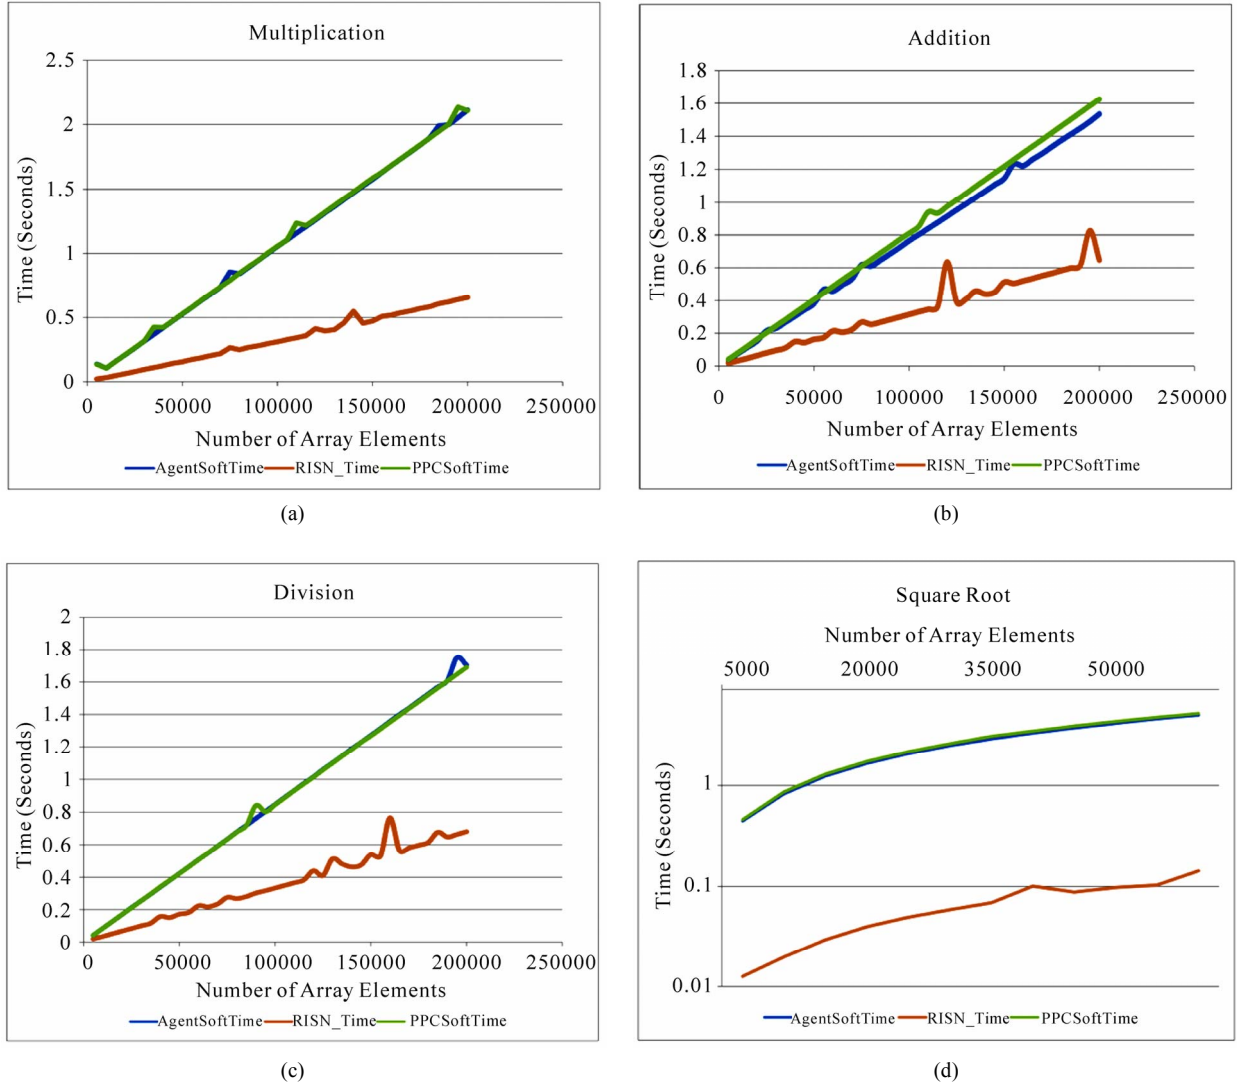 Multiplication
2.5
2
1.5
1
0.5
0
0 50000 100000 150000 200000 250000
Time (Seconds)
Number of Array Elements
AgentSoftTime RISN_Time PPCSoftTime
(a)
Addition
1.8
1.6
1.4
1.2
1
0.8
0.6
0.4
0.2
0
0 50000 100000 150000 200000 250000
Time (Seconds)
Number of Array Elements
AgentSoftTime RISN_Time PPCSoftTime
(b)
Division
2
1.8
1.6
1.4
1.2
1
0.8
0.6
0.4
0.2
0
0 50000 100000 150000 200000 250000
Time (Seconds)
Number of Array Elements
AgentSoftTime RISN_Time PPCSoftTime
(c)
Square Root
Number of Array Elements
5000 20000 35000 50000
1
0.1
0.01
Time (Seconds)
AgentSoftTime RISN_Time PPCSoftTime
(d)